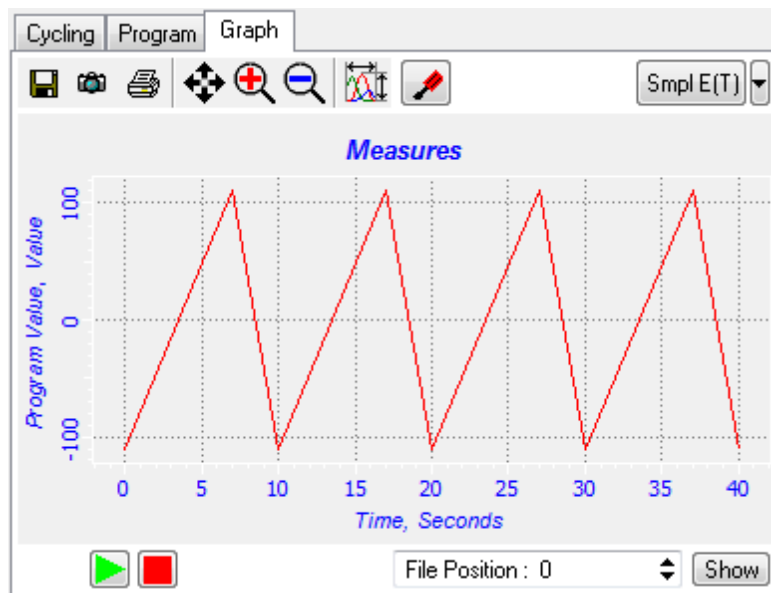 Cycling Program Graph
Smpl E(T)
Measures
Program Value, Value
100
0
-100
0 5 10 15 20 25 30 35 40
Time, Seconds
File Position : 0 Show